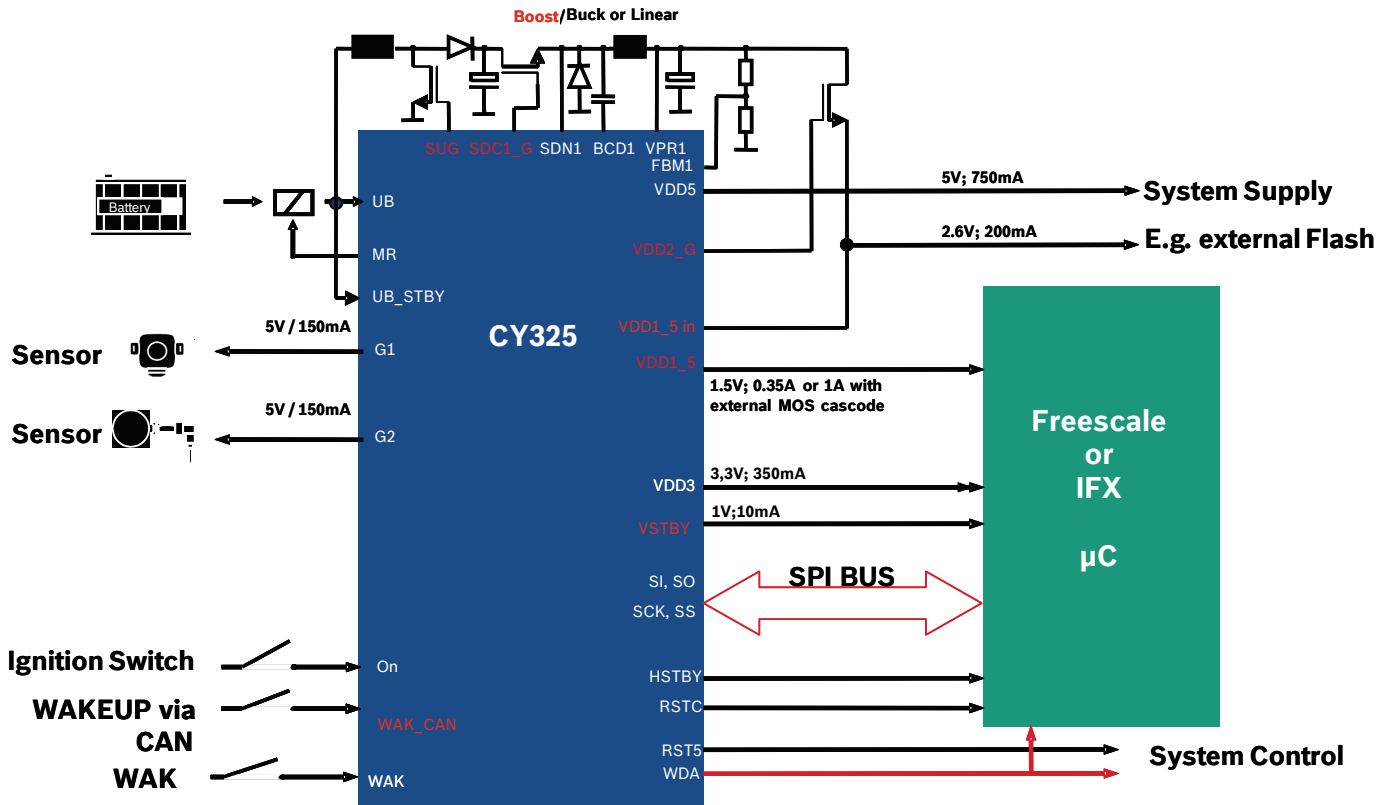 Boost/Buck or Linear
SUG SDC1_G SDN1 BCD1 VPR1
FBM1
VDD5
5V; 750mA
System Supply
Battery
UB
MR
VDD2_G
2.6V; 200mA
E.g. external Flash
UB_STBY
CY325
VDD1_5 in
5V / 150mA
Sensor
G1
VDD1_5
1.5V; 0.35A or 1A with
external MOS cascode
5V / 150mA
Sensor
G2
Freescale
or
IFX
µC
VDD3
3,3V; 350mA
VSTBY
1V;10mA
SI, SO
SCK, SS
SPI BUS
Ignition Switch
On
HSTBY
WAKEUP via
CAN
WAK_CAN
RSTC
RST5
WDA
System Control
WAK
WAK